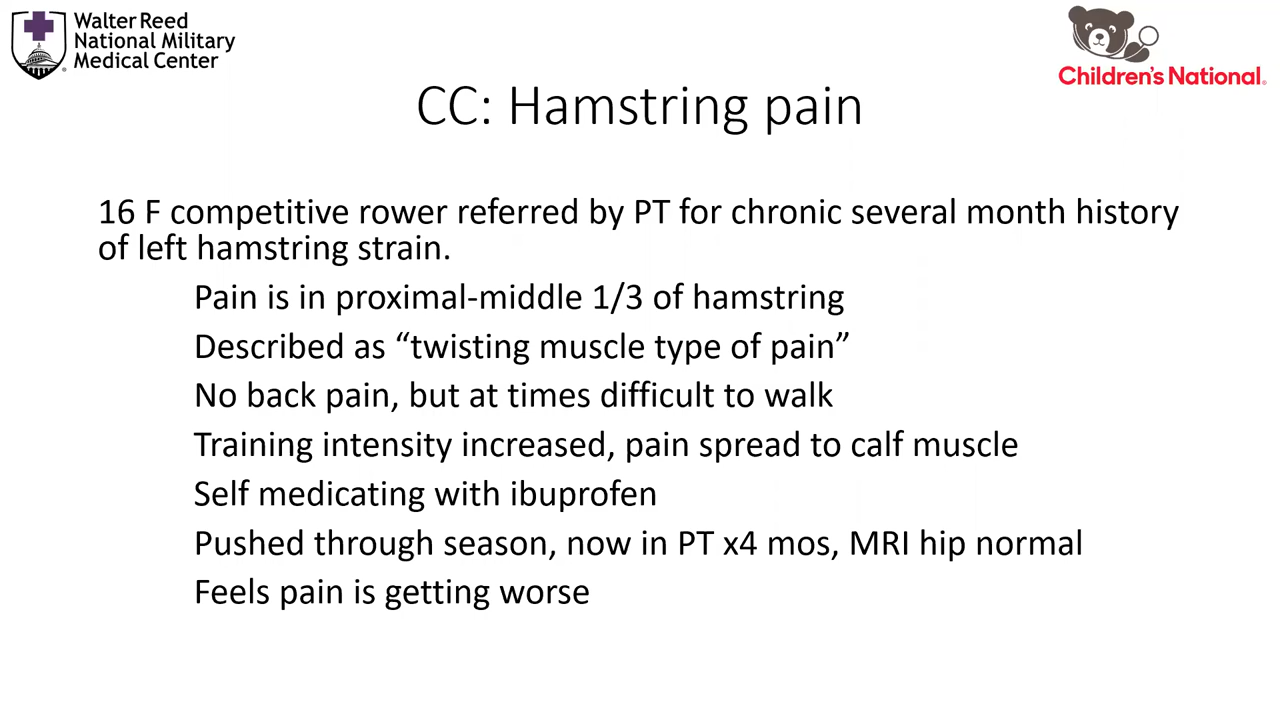 Walter Reed
National Military
Medical Center
Children's National.
CC: Hamstring pain
16 F competitive rower referred by PT for chronic several month history
of left hamstring strain.
Pain is in proximal-middle 1/3 of hamstring
Described as “twisting muscle type of pain”
No back pain, but at times difficult to walk
Training intensity increased, pain spread to calf muscle
Self medicating with ibuprofen
Pushed through season, now in PT x4 mos, MRI hip normal
Feels pain is getting worse